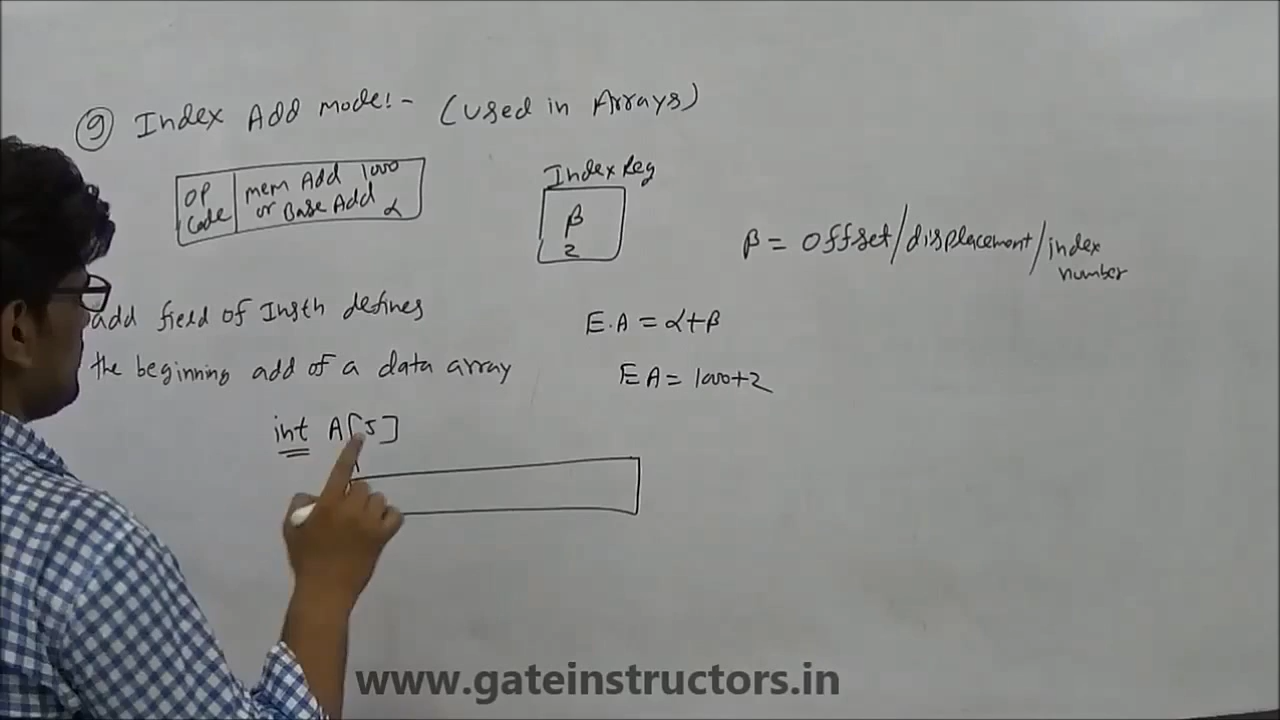 9 Index Add mode:- (used in Arrays)
OP Code
mem Add 1000
or Base Add α
Index Reg
β
2
β = offset/displacement/index number
add field of Instn defines
the beginning add of a data array
E.A = α+β
EA = 1000+2
int A[5]
www.gateinstructors.in